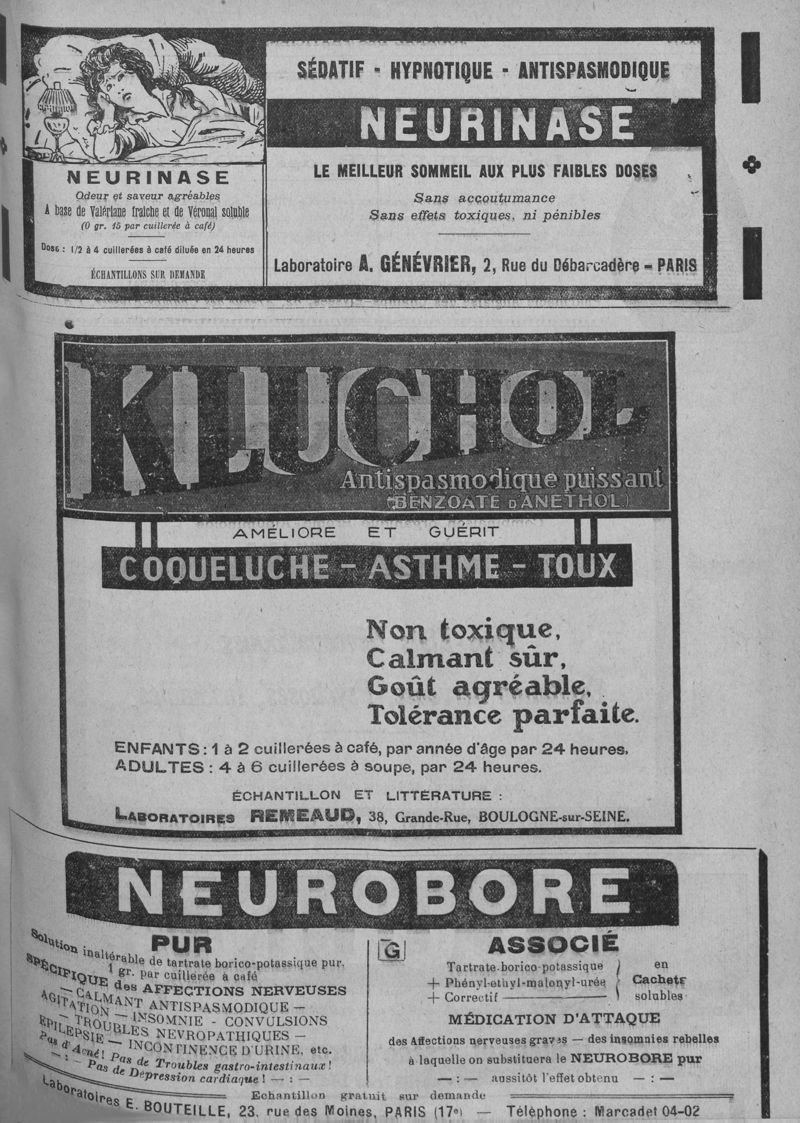 NEURINASE
Odeur et saveur agréables
A base de Valériane fraîche et de Véronal soluble
(0 gr. 15 par cuillerée à café)
Dose : 1/2 à 4 cuillerées à café diluée en 24 heures
ÉCHANTILLONS SUR DEMANDE
SÉDATIF - HYPNOTIQUE - ANTISPASMODIQUE
NEURINASE
LE MEILLEUR SOMMEIL AUX PLUS FAIBLES DOSES
Sans accoutumance
Sans effets toxiques, ni pénibles
Laboratoire A. GÉNÉVRIER, 2, Rue du Débarcadère - PARIS
KLUCHOL
Antispasmodique puissant
(BENZOATE D'ANETHOL)
AMÉLIORE ET GUÉRIT
COQUELUCHE - ASTHME - TOUX
Non toxique,
Calmant sûr,
Goût agréable,
Tolérance parfaite.
ENFANTS : 1 à 2 cuillerées à café, par année d'âge par 24 heures.
ADULTES : 4 à 6 cuillerées à soupe, par 24 heures.
ÉCHANTILLON ET LITTÉRATURE :
LABORATOIRES REMEAUD, 38, Grande-Rue, BOULOGNE-sur-SEINE.
NEUROBORE
PUR
Solution inaltérable de tartrate borico-potassique pur.
1 gr. par cuillerée à café
SPÉCIFIQUE des AFFECTIONS NERVEUSES
— CALMANT ANTISPASMODIQUE —
AGITATION — INSOMNIE - CONVULSIONS
— TROUBLES NEVROPATHIQUES —
EPILEPSIE — INCONTINENCE D'URINE, etc.
Pas d'Acné ! Pas de Troubles gastro-intestinaux !
— : — Pas de Dépression cardiaque ! — : —
G
ASSOCIÉ
Tartrate borico potassique
+ Phényl-éthyl-malonyl-urée
+ Correctif
en
Cachets
solubles
MÉDICATION D'ATTAQUE
des Affections nerveuses graves — des insomnies rebelles
à laquelle on substituera le NEUROBORE pur
— : — aussitôt l'effet obtenu — : —
Echantillon gratuit sur demande
Laboratoires E. BOUTEILLE, 23, rue des Moines, PARIS (17e) — Téléphone : Marcadet 04-02